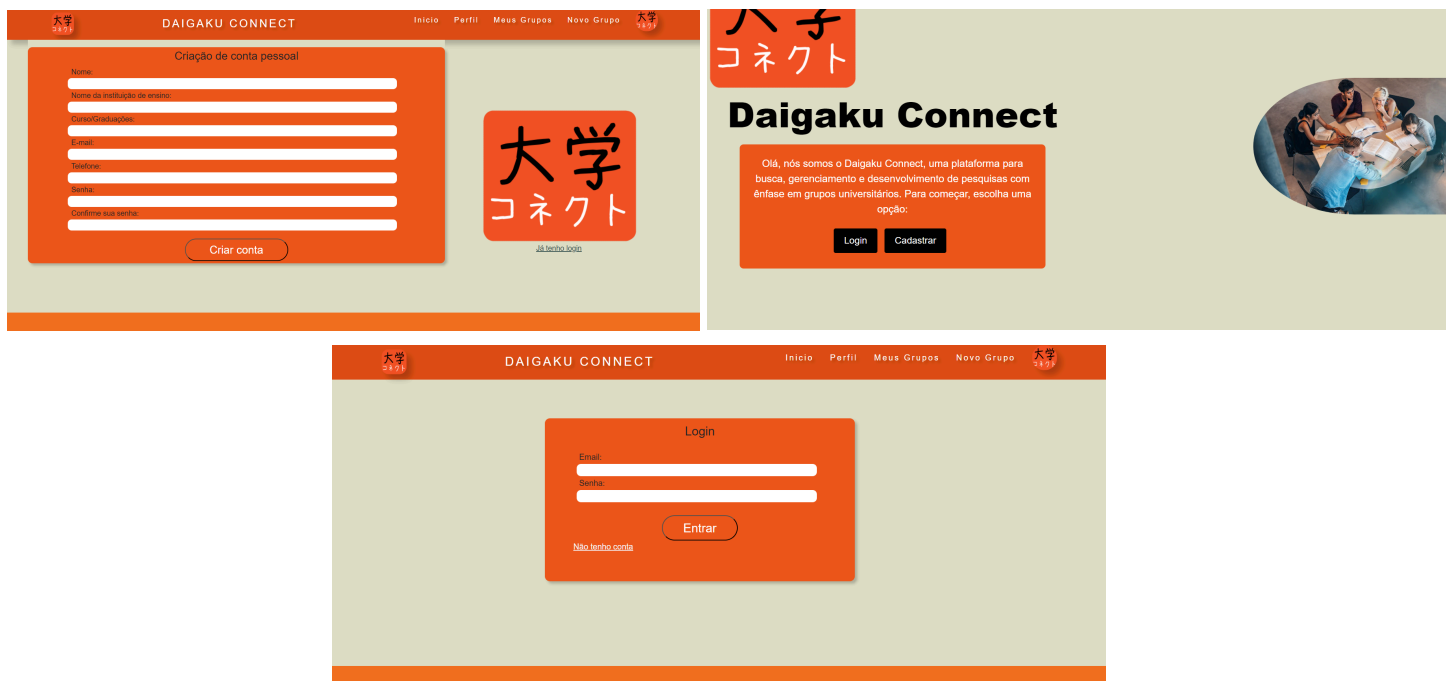 大学
コネクト
DAIGAKU CONNECT
Inicio Perfil Meus Grupos Novo Grupo
大学
コネクト
Criação de conta pessoal
Nome:
Nome da instituição de ensino:
Curso/Graduações:
E-mail:
Telefone:
Senha:
Confirme sua senha:
Criar conta
大学
コネクト
Já tenho login
大学
コネクト
Daigaku Connect
Olá, nós somos o Daigaku Connect, uma plataforma para
busca, gerenciamento e desenvolvimento de pesquisas com
ênfase em grupos universitários. Para começar, escolha uma
opção:
Login Cadastrar
大学
コネクト
DAIGAKU CONNECT
Inicio Perfil Meus Grupos Novo Grupo
大学
コネクト
Login
Email:
Senha:
Entrar
Não tenho conta